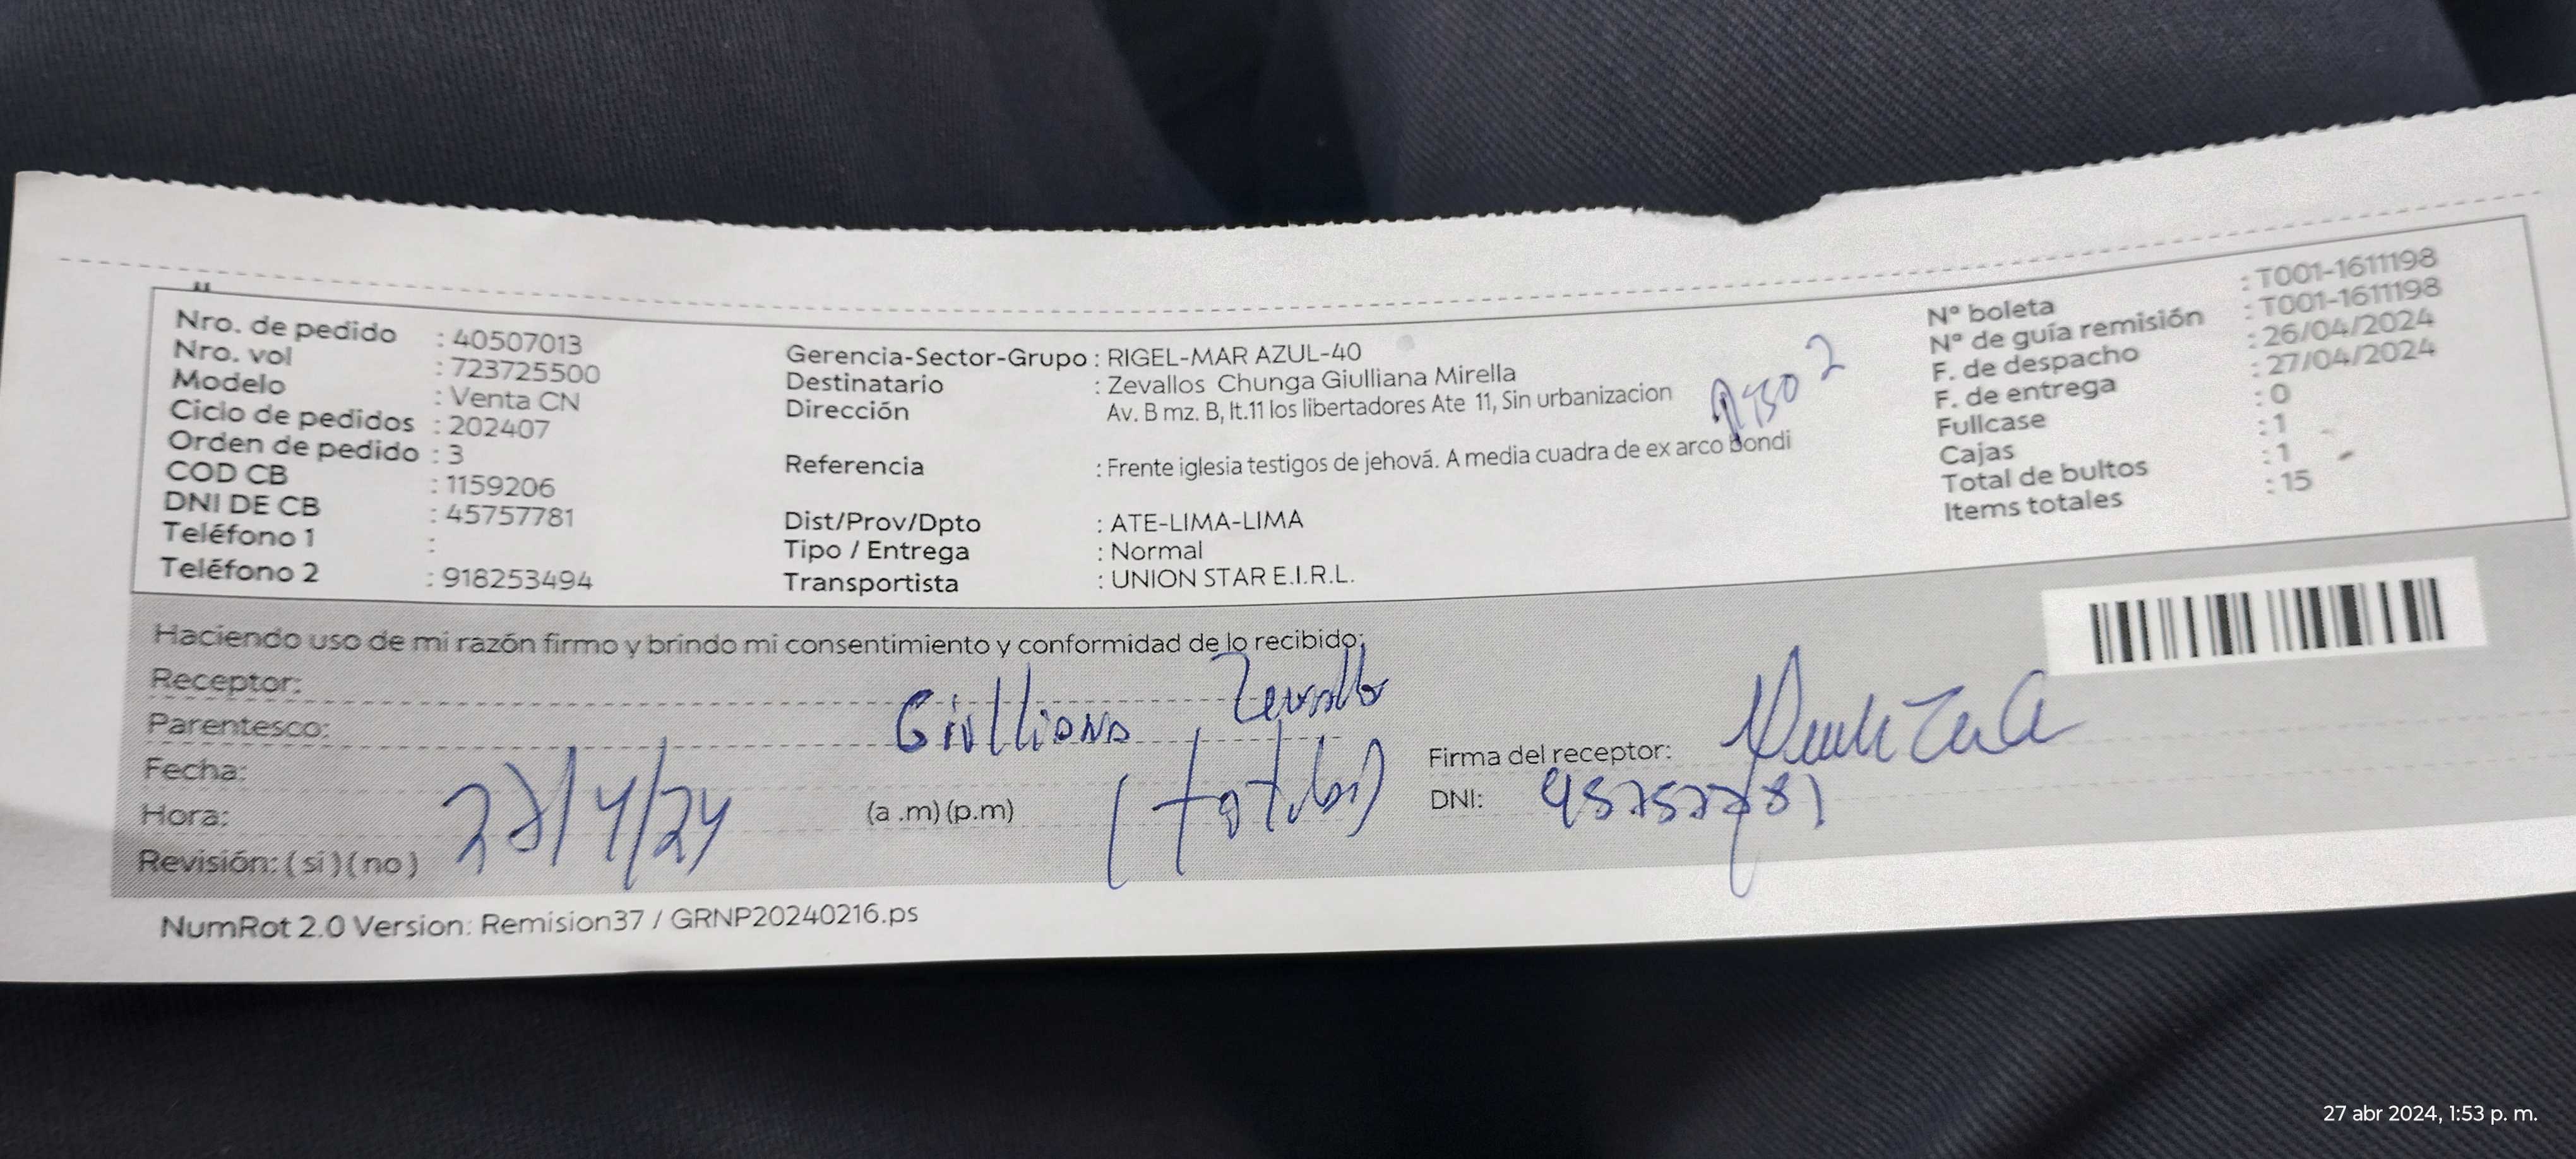 Nro. de pedido : 40507013
Nro. vol : 723725500
Modelo : Venta CN
Ciclo de pedidos : 202407
Orden de pedido : 3
COD CB : 1159206
DNI DE CB : 45757781
Teléfono 1 :
Teléfono 2 : 918253494
Gerencia-Sector-Grupo : RIGEL-MAR AZUL-40
Destinatario : Zevallos Chunga Giulliana Mirella
Dirección : Av. B mz. B, lt.11 los libertadores Ate 11, Sin urbanizacion
Piso 2
Referencia : Frente iglesia testigos de jehová. A media cuadra de ex arco Bondi
Dist/Prov/Dpto : ATE-LIMA-LIMA
Tipo / Entrega : Normal
Transportista : UNION STAR E.I.R.L.
N° boleta : T001-1611198
N° de guía remisión : T001-1611198
F. de despacho : 26/04/2024
F. de entrega : 27/04/2024
Fullcase : 0
Cajas : 1
Total de bultos : 1
Items totales : 15
Haciendo uso de mi razón firmo y brindo mi consentimiento y conformidad de lo recibido:
Receptor: Giulliana Zevallos
Parentesco: (titular)
Fecha: 27/4/24
Hora: (a .m) (p.m)
Revisión: ( si ) ( no )
Firma del receptor:
DNI: 45757781
NumRot 2.0 Version: Remision37 / GRNP20240216.ps
27 abr 2024, 1:53 p. m.